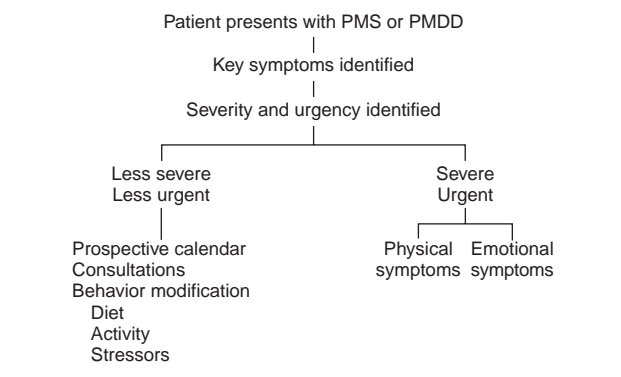 Patient presents with PMS or PMDD
Key symptoms identified
Severity and urgency identified
Less severe
Less urgent
Severe
Urgent
Prospective calendar
Consultations
Behavior modification
Diet
Activity
Stressors
Physical
symptoms
Emotional
symptoms